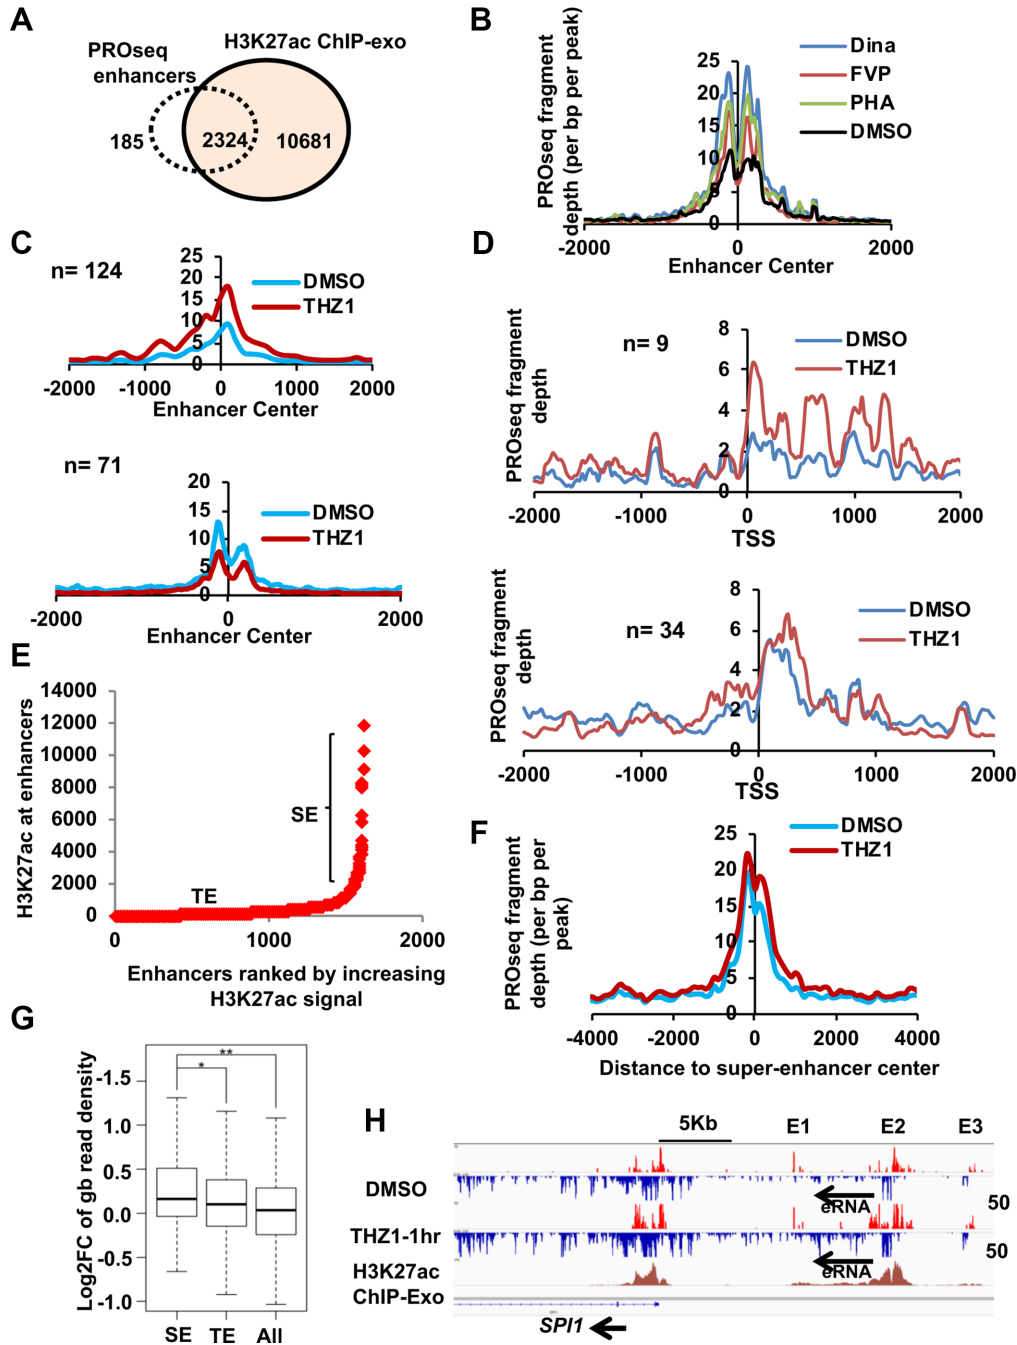 A
PROseq
enhancers
H3K27ac ChIP-exo
185
2324
10681
B
PROseq fragment
depth (per bp per peak)
25
20
15
10
5
0
-2000
0
2000
Enhancer Center
Dina
FVP
PHA
DMSO
C
n= 124
25
20
15
10
5
0
DMSO
THZ1
-2000
-1000
0
1000
2000
Enhancer Center
n= 71
20
15
10
5
0
DMSO
THZ1
-2000
0
2000
Enhancer Center
D
PROseq fragment
depth
n= 9
8
6
4
2
0
DMSO
THZ1
-2000
-1000
0
1000
2000
TSS
PROseq fragment
depth
n= 34
8
6
4
2
0
DMSO
THZ1
-2000
-1000
0
1000
2000
TSS
E
H3K27ac at enhancers
14000
12000
10000
8000
6000
4000
2000
0
SE
TE
0
1000
2000
Enhancers ranked by increasing
H3K27ac signal
F
PROseq fragment
depth (per bp per
peak)
25
20
15
10
5
0
DMSO
THZ1
-4000
-2000
0
2000
4000
Distance to super-enhancer center
G
Log2FC of gb read density
-1.5
1.0
0.5
0.0
-0.5
-1.0
**
*
SE
TE
All
H
5Kb
E1
E2
E3
DMSO
eRNA
50
THZ1-1hr
eRNA
50
H3K27ac
ChIP-Exo
SPI1